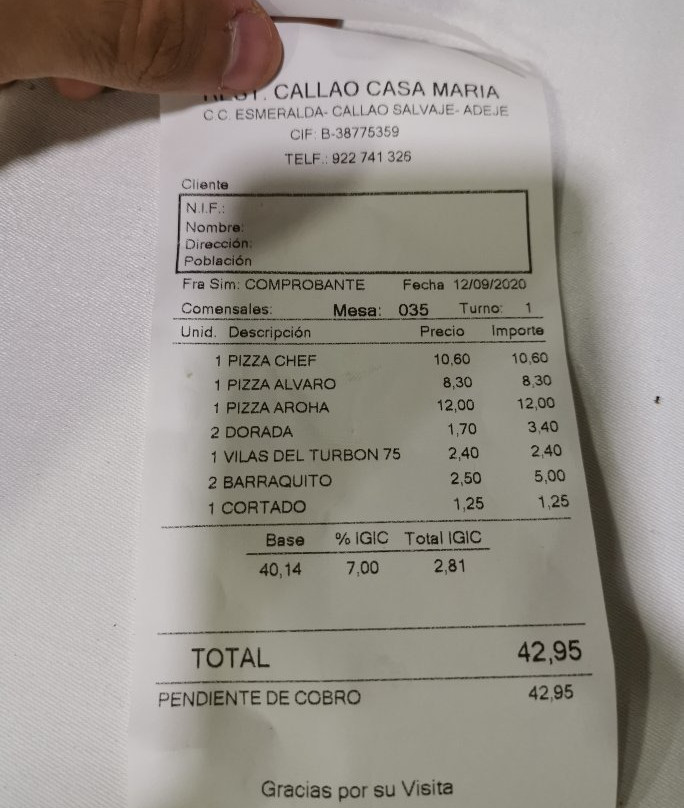 CALLAO CASA MARIA
C C. ESMERALDA- CALLAO SALVAJE- ADEJE
CIF: B-38775359
TELF.: 922 741 326
Cliente
N.I.F.:
Nombre:
Dirección:
Población
Fra Sim: COMPROBANTE Fecha 12/09/2020
Comensales: Mesa: 035 Turno: 1
Unid. Descripción Precio Importe
1 PIZZA CHEF 10,60 10,60
1 PIZZA ALVARO 8,30 8,30
1 PIZZA AROHA 12,00 12,00
2 DORADA 1,70 3,40
1 VILAS DEL TURBON 75 2,40 2,40
2 BARRAQUITO 2,50 5,00
1 CORTADO 1,25 1,25
Base % IGIC Total IGIC
40,14 7,00 2,81
TOTAL 42,95
PENDIENTE DE COBRO 42,95
Gracias por su Visita